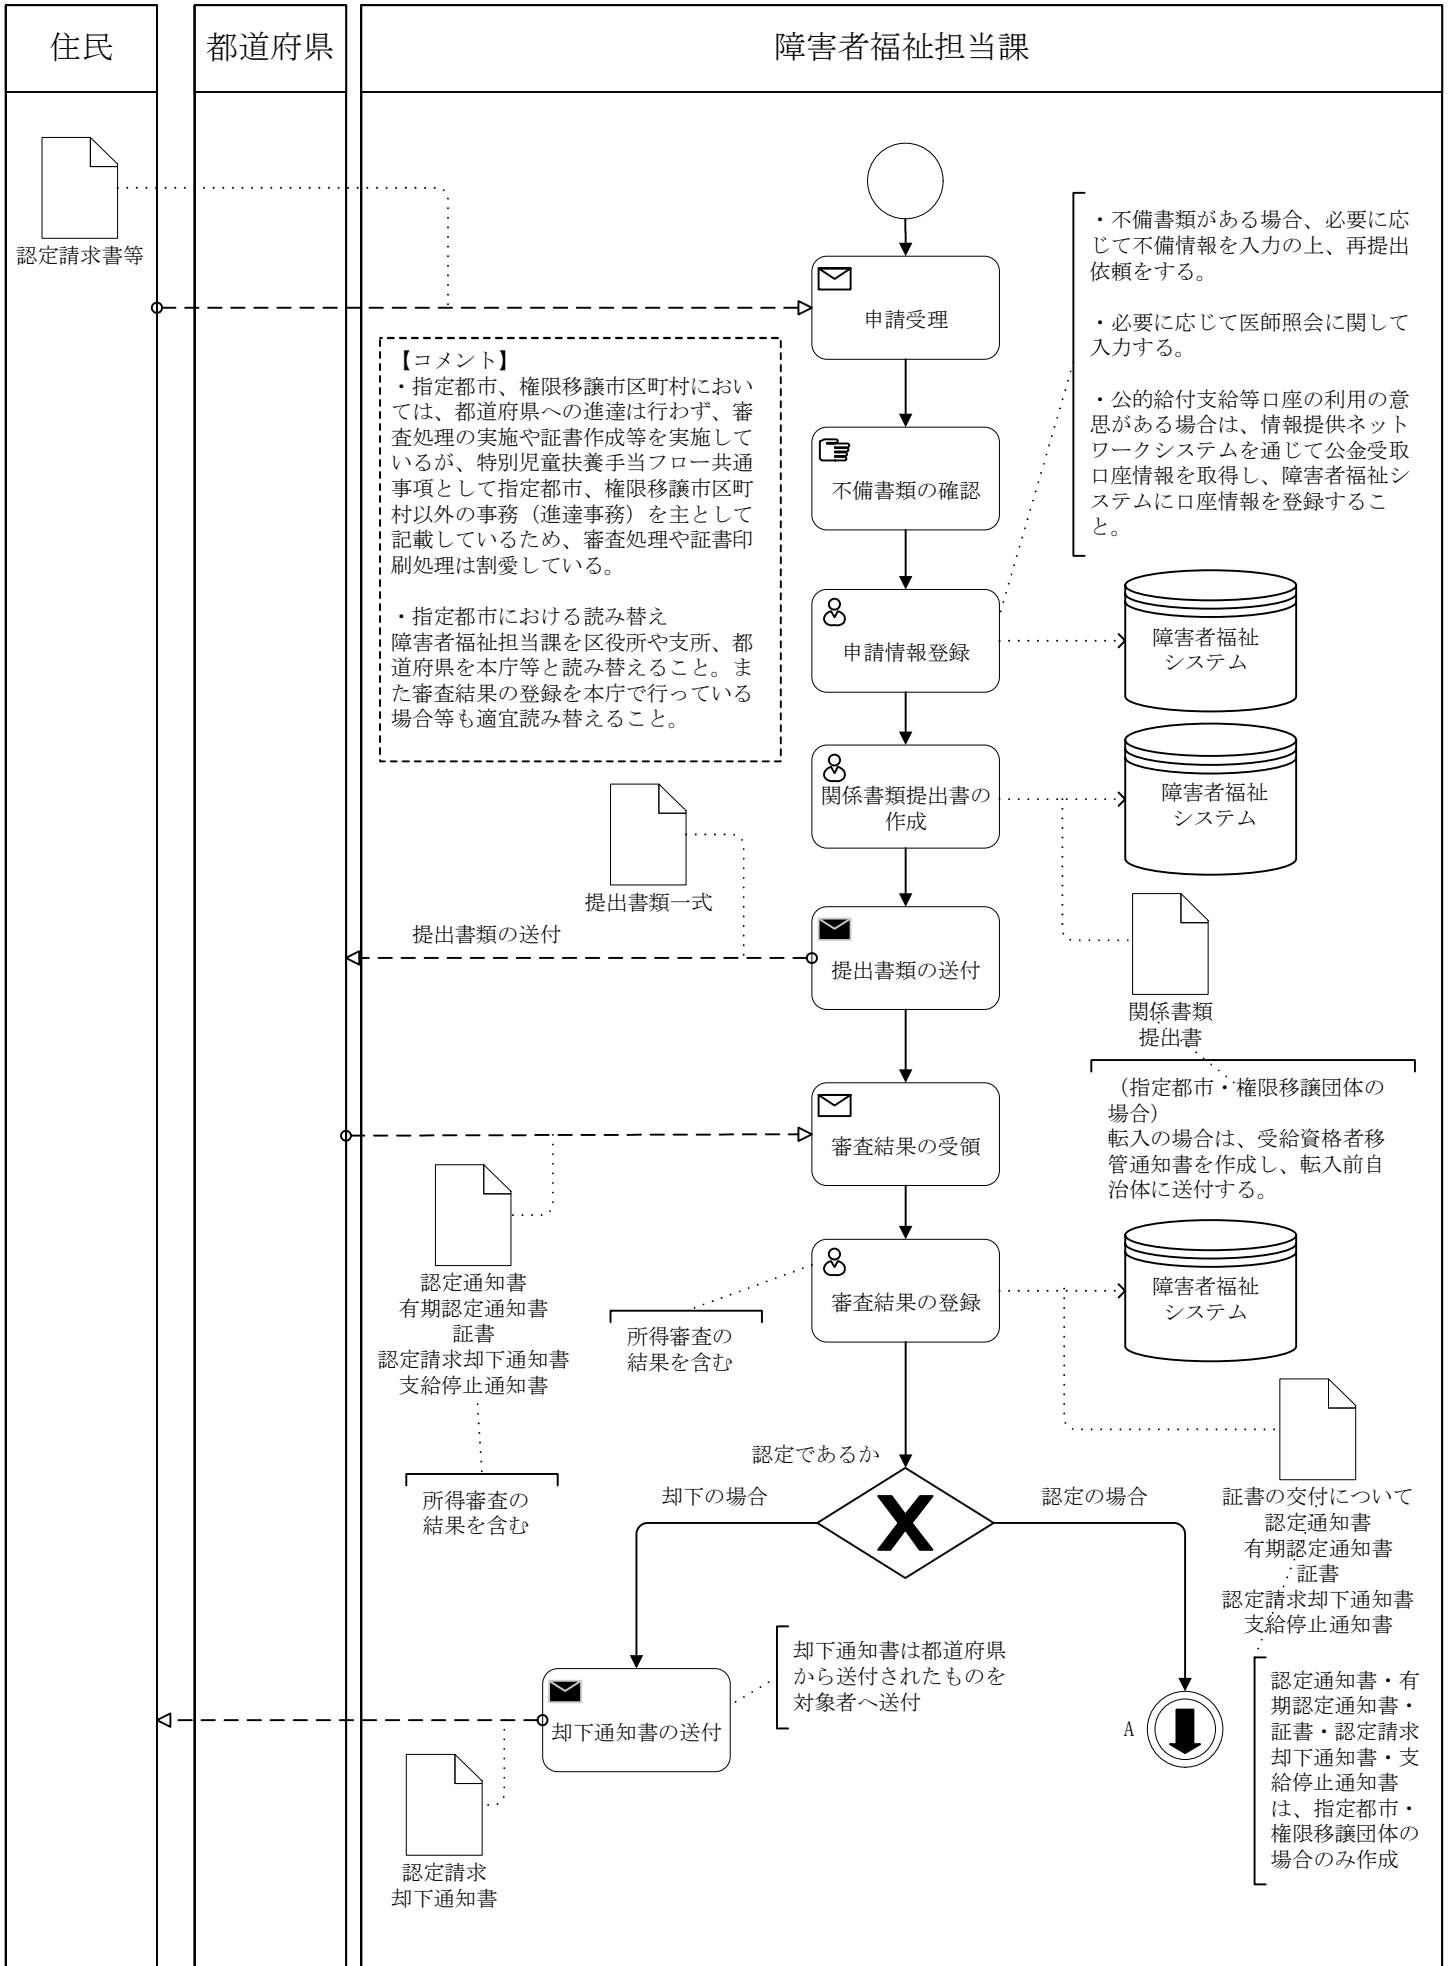 住民
都道府県
障害者福祉担当課
認定請求書等
申請受理
・不備書類がある場合、必要に応
じて不備情報を入力の上、再提出
依頼をする。
・必要に応じて医師照会に関して
入力する。
・公的給付支給等口座の利用の意
思がある場合は、情報提供ネット
ワークシステムを通じて公金受取
口座情報を取得し、障害者福祉シ
ステムに口座情報を登録するこ
と。
【コメント】
・指定都市、権限移譲市区町村におい
ては、都道府県への進達は行わず、審
査処理の実施や証書作成等を実施して
いるが、特別児童扶養手当フロー共通
事項として指定都市、権限移譲市区町
村以外の事務（進達事務）を主として
記載しているため、審査処理や証書印
刷処理は割愛している。
・指定都市における読み替え
障害者福祉担当課を区役所や支所、都
道府県を本庁等と読み替えること。ま
た審査結果の登録を本庁で行っている
場合等も適宜読み替えること。
不備書類の確認
申請情報登録
障害者福祉
システム
関係書類提出書の
作成
障害者福祉
システム
提出書類一式
提出書類の送付
提出書類の送付
関係書類
提出書
（指定都市・権限移譲団体の
場合）
転入の場合は、受給資格者移
管通知書を作成し、転入前自
治体に送付する。
審査結果の受領
認定通知書
有期認定通知書
証書
認定請求却下通知書
支給停止通知書
所得審査の
結果を含む
審査結果の登録
所得審査の
結果を含む
障害者福祉
システム
認定であるか
却下の場合
認定の場合
証書の交付について
認定通知書
有期認定通知書
証書
認定請求却下通知書
支給停止通知書
却下通知書は都道府県
から送付されたものを
対象者へ送付
却下通知書の送付
A
認定通知書・有
期認定通知書・
証書・認定請求
却下通知書・支
給停止通知書
は、指定都市・
権限移譲団体の
場合のみ作成
認定請求
却下通知書